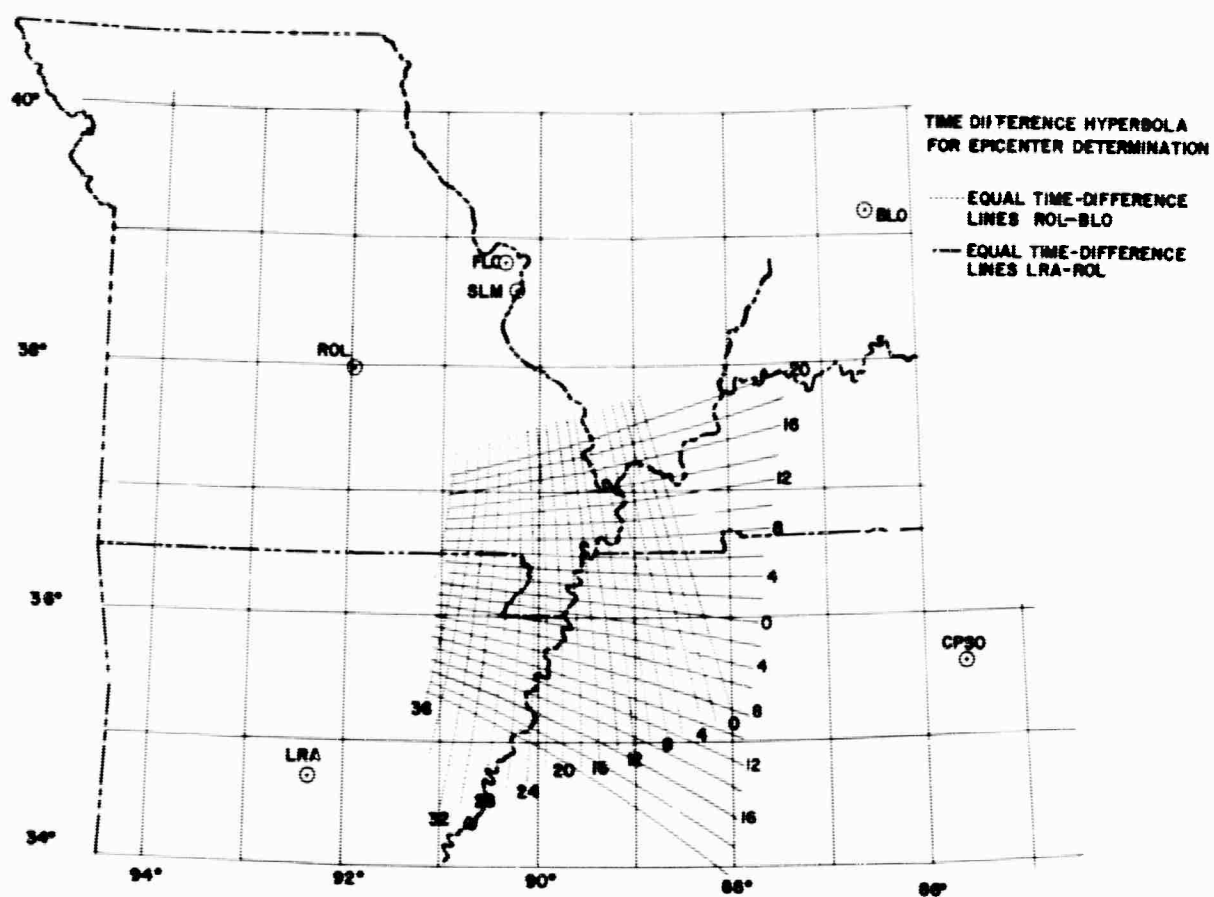 40°
TIME DIFFERENCE HYPERBOLA
FOR EPICENTER DETERMINATION
BLO
EQUAL TIME-DIFFERENCE
LINES ROL-BLO
EQUAL TIME-DIFFERENCE
LINES LRA-ROL
SLM
38°
ROL
20
16
12
8
4
36°
0
CPSO
4
36
8
0
4
8
12
LRA
12
16
20
24
28
32
16
34°
94°
92°
90°
88°
86°